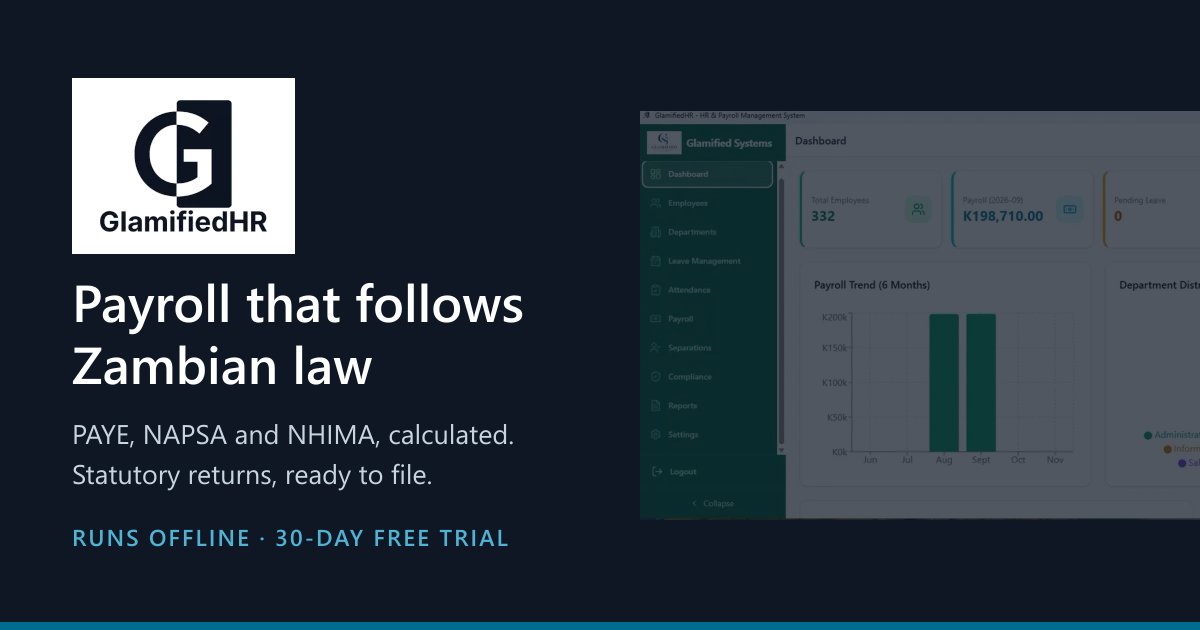 GlamifiedHR
Payroll that follows
Zambian law
PAYE, NAPSA and NHIMA, calculated.
Statutory returns, ready to file.
RUNS OFFLINE · 30-DAY FREE TRIAL
GlamifiedHR - HR & Payroll Management System
Glamified Systems
Dashboard
Employees
Departments
Leave Management
Attendance
Payroll
Separations
Compliance
Reports
Settings
Logout
Collapse
Dashboard
Total Employees
332
Payroll (2026-09)
K198,710.00
Pending Leave
0
Payroll Trend (6 Months)
K200k
K150k
K100k
K50k
K0k
Jun Jul Aug Sept Oct Nov
Department Distr
Administra
Inform
Sal